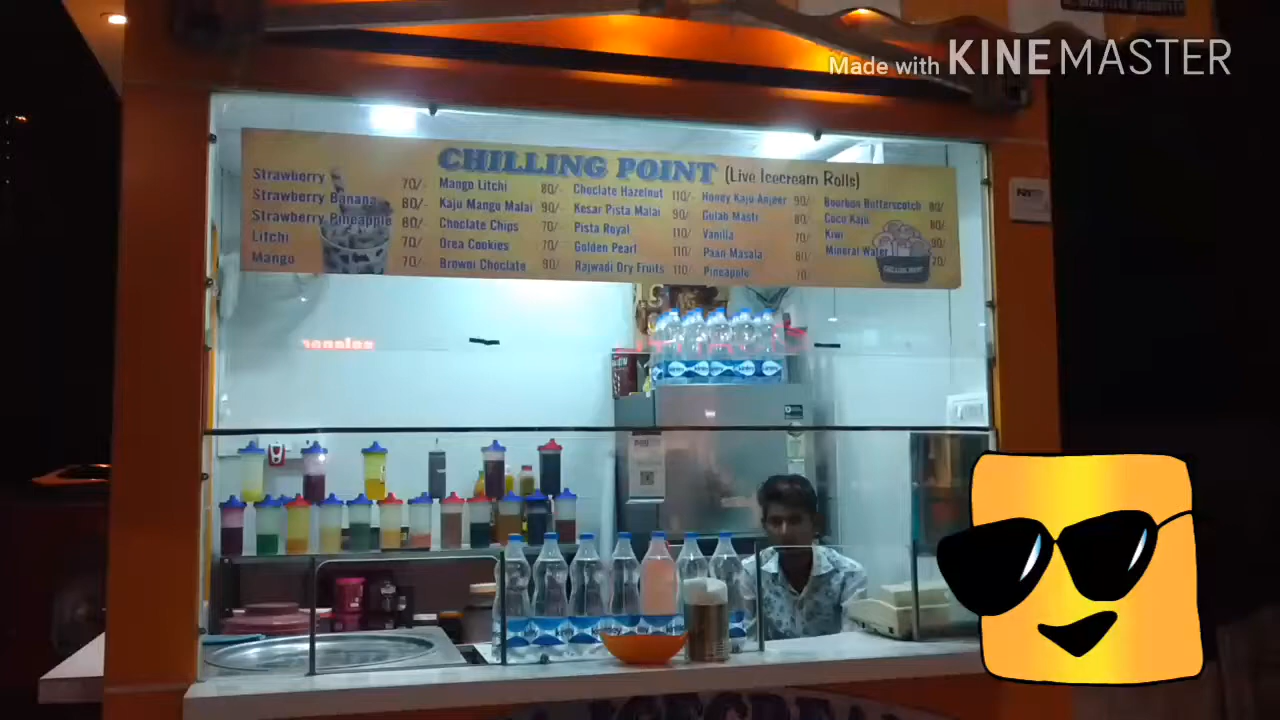 Made with KINEMASTER
CHILLING POINT (Live Icecream Rolls)
Strawberry 70/-
Strawberry Banana 80/-
Strawberry Pineapple 80/-
Litchi 70/-
Mango 70/-
Mango Litchi 80/-
Kaju Mango Malai 90/-
Choclate Chips 70/-
Orea Cookies 70/-
Browni Choclate 90/-
Choclate Hazelnut 110/-
Kesar Pista Malai 90/-
Pista Royal 110/-
Golden Pearl 110/-
Rajwadi Dry Fruits 110/-
Honey Kaju Anjeer 90/-
Gulab Masti 80/-
Vanilla 70/-
Paan Masala 80/-
Pineapple 70/-
Bourbon Butterscotch 80/-
Coco Kaju 80/-
Kiwi 90/-
Mineral Water 20/-